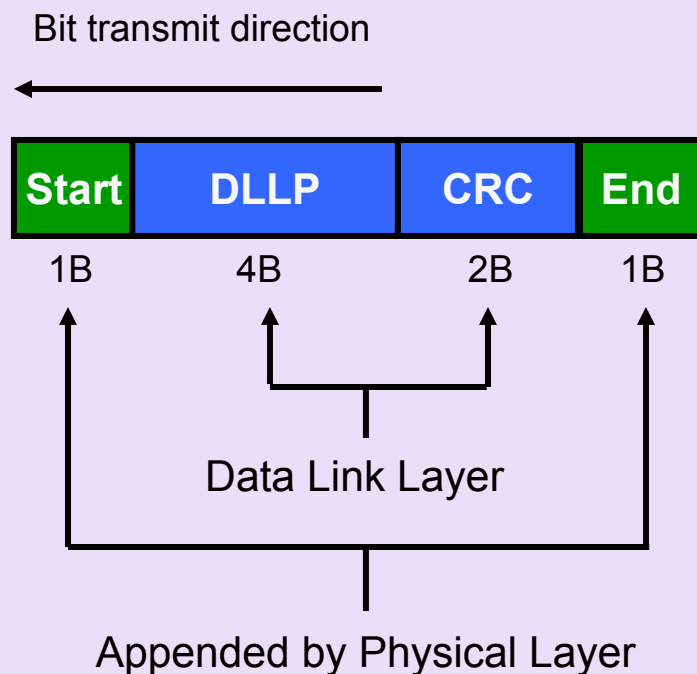 Bit transmit direction
Start DLLP CRC End
1B 4B 2B 1B
Data Link Layer
Appended by Physical Layer